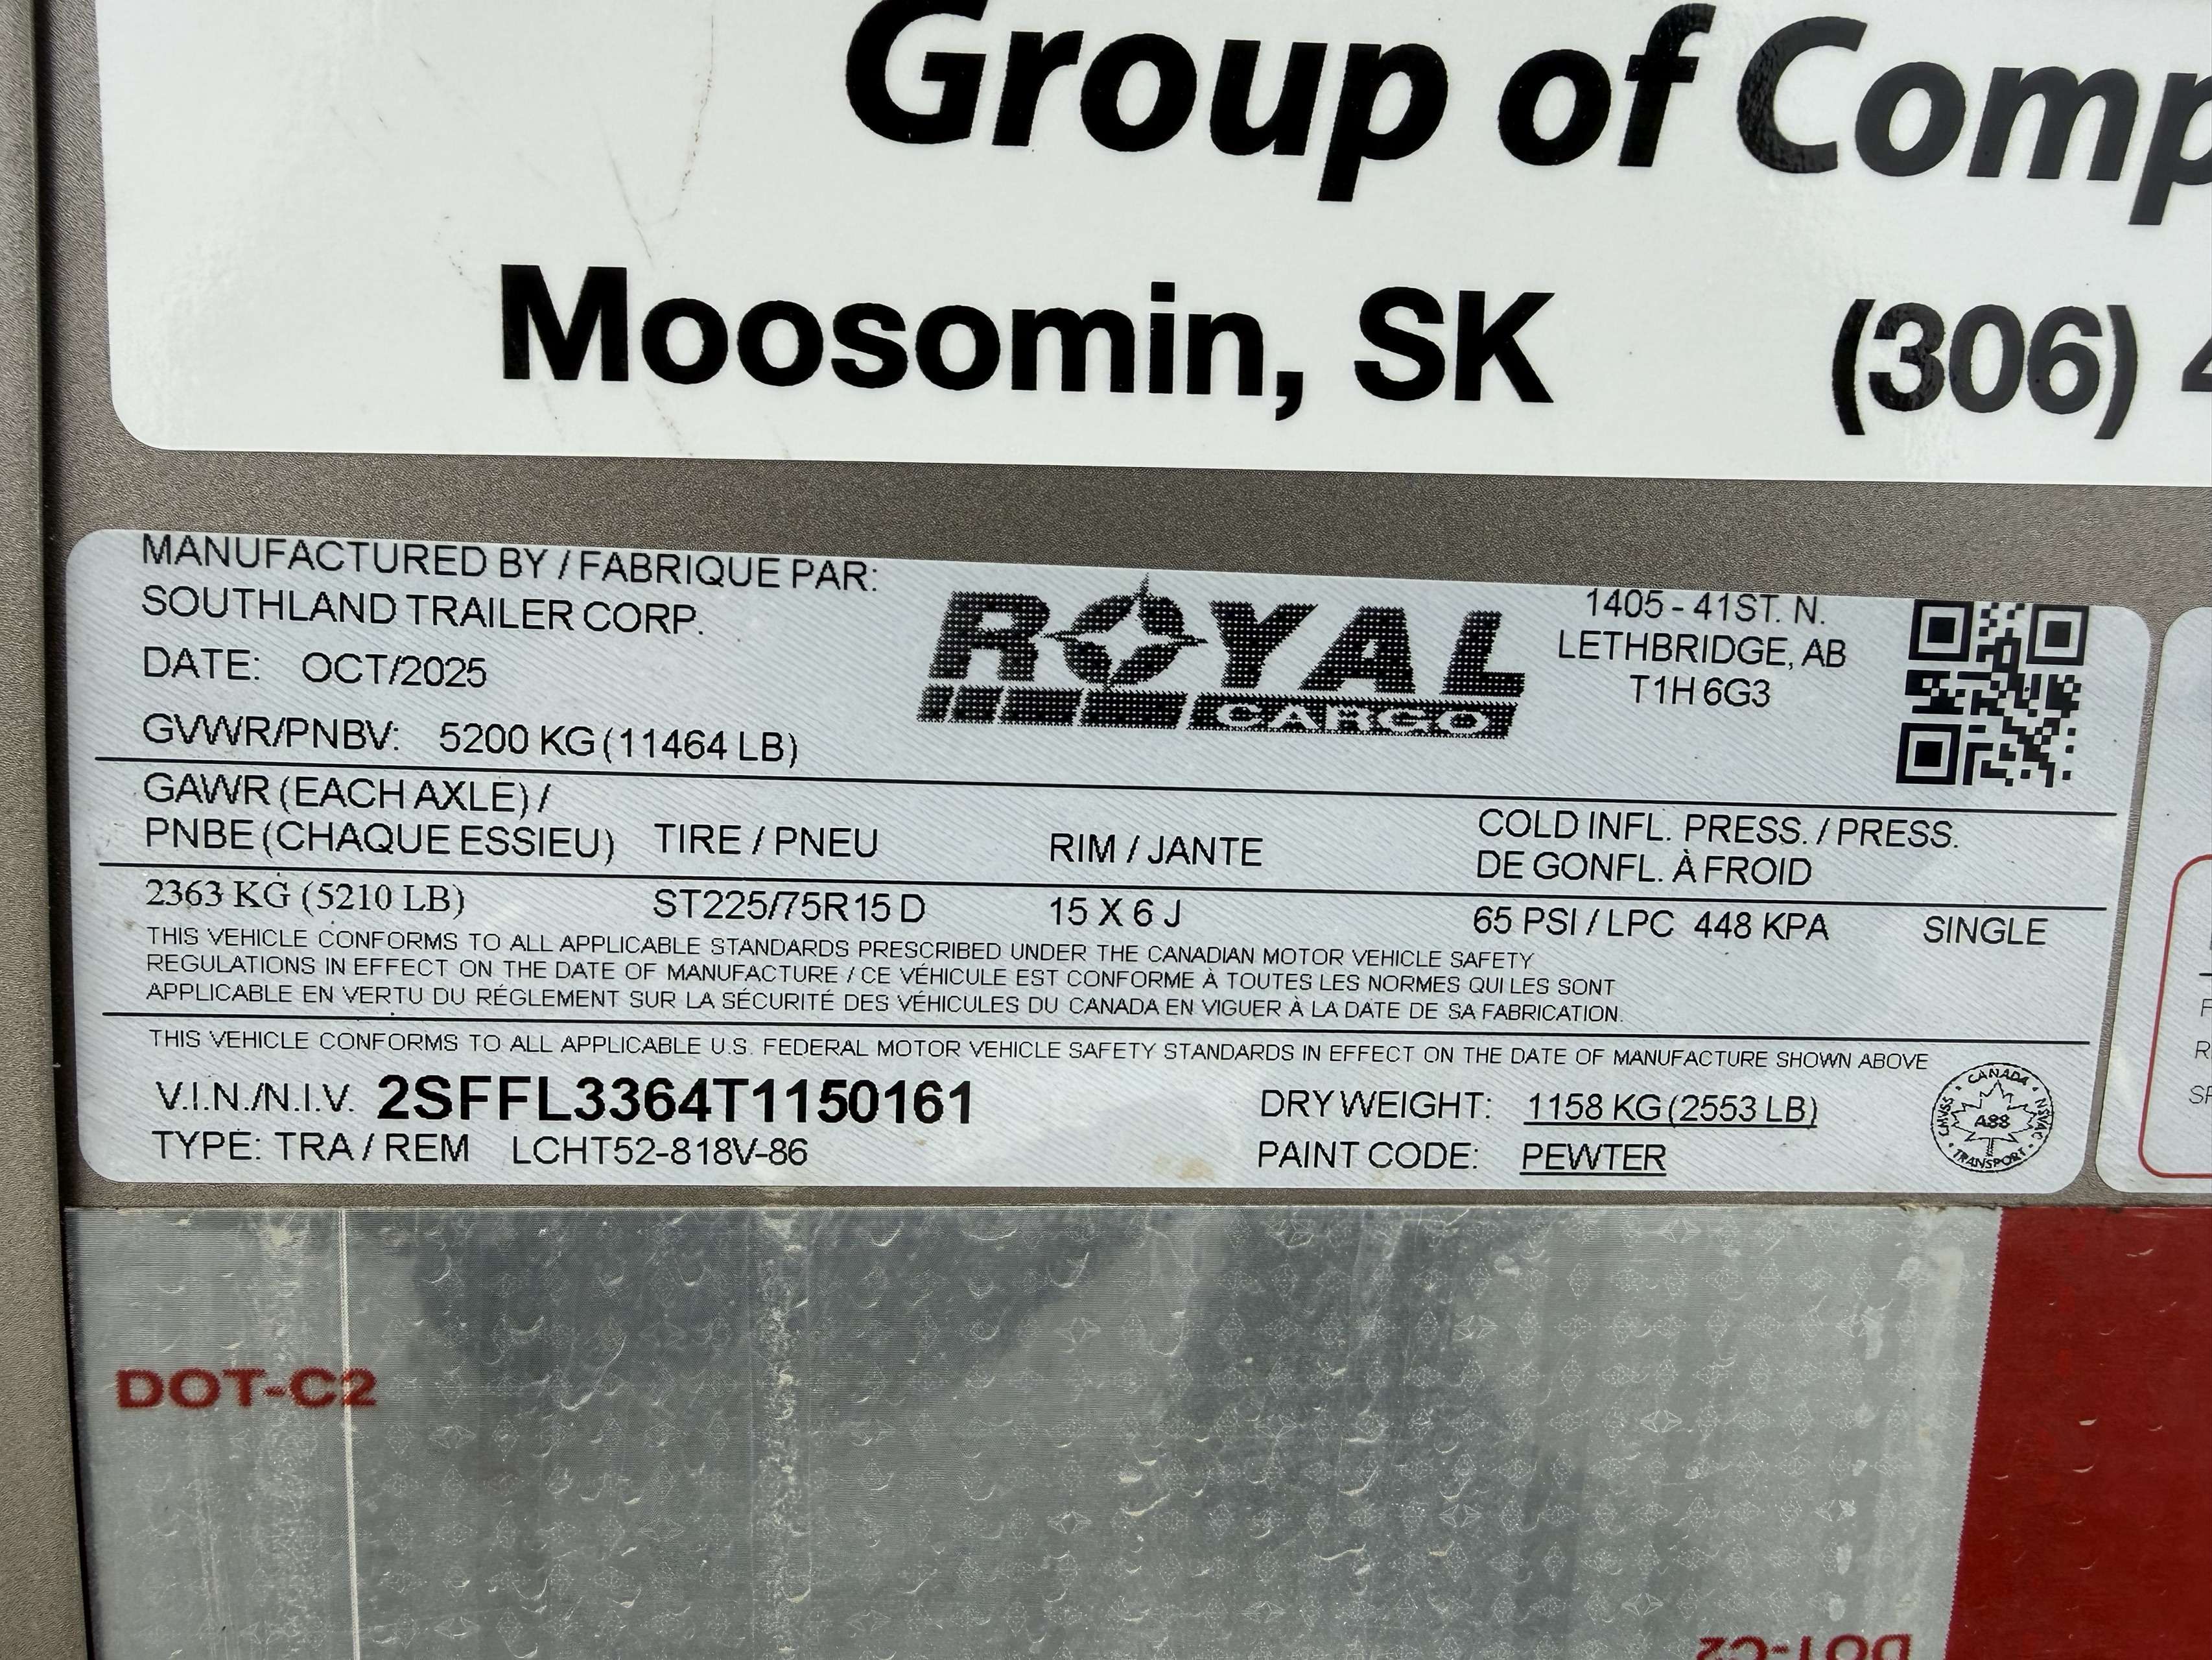 Group of Comp
Moosomin, SK (306) 4
MANUFACTURED BY / FABRIQUE PAR:
SOUTHLAND TRAILER CORP.
DATE: OCT/2025
GVWR/PNBV: 5200 KG (11464 LB)
ROYAL
CARGO
1405 - 41ST. N.
LETHBRIDGE, AB
T1H 6G3
GAWR (EACH AXLE) /
PNBE (CHAQUE ESSIEU) TIRE / PNEU RIM / JANTE
COLD INFL. PRESS. / PRESS.
DE GONFL. À FROID
2363 KG (5210 LB) ST225/75R15 D 15 X 6 J 65 PSI / LPC 448 KPA SINGLE
THIS VEHICLE CONFORMS TO ALL APPLICABLE STANDARDS PRESCRIBED UNDER THE CANADIAN MOTOR VEHICLE SAFETY
REGULATIONS IN EFFECT ON THE DATE OF MANUFACTURE / CE VÉHICULE EST CONFORME À TOUTES LES NORMES QUI LES SONT
APPLICABLE EN VERTU DU RÉGLEMENT SUR LA SÉCURITÉ DES VÉHICULES DU CANADA EN VIGUER À LA DATE DE SA FABRICATION.
THIS VEHICLE CONFORMS TO ALL APPLICABLE U.S. FEDERAL MOTOR VEHICLE SAFETY STANDARDS IN EFFECT ON THE DATE OF MANUFACTURE SHOWN ABOVE
V.I.N./N.I.V. 2SFFL3364T1150161 DRY WEIGHT: 1158 KG (2553 LB)
TYPE: TRA / REM LCHT52-818V-86 PAINT CODE: PEWTER
CANADA
CMVSS A88 NSVAC
TRANSPORT
F
R
SF
DOT-C2
DOT-C2